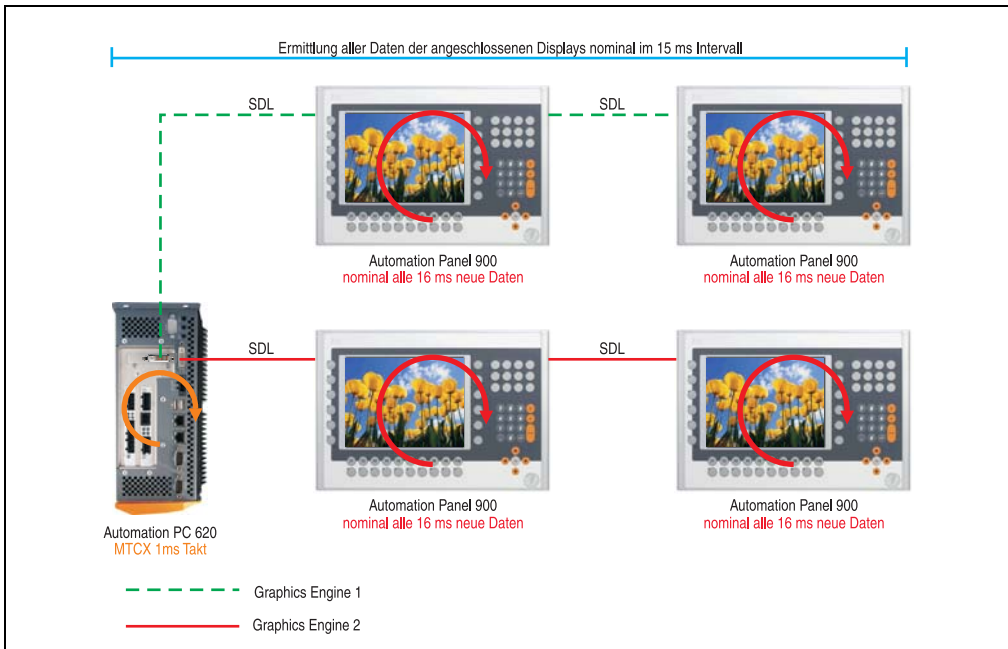 Ermittlung aller Daten der angeschlossenen Displays nominal im 15 ms Intervall
SDL
SDL
Automation Panel 900
nominal alle 16 ms neue Daten
Automation Panel 900
nominal alle 16 ms neue Daten
SDL
SDL
Automation Panel 900
nominal alle 16 ms neue Daten
Automation Panel 900
nominal alle 16 ms neue Daten
Automation PC 620
MTCX 1ms Takt
Graphics Engine 1
Graphics Engine 2